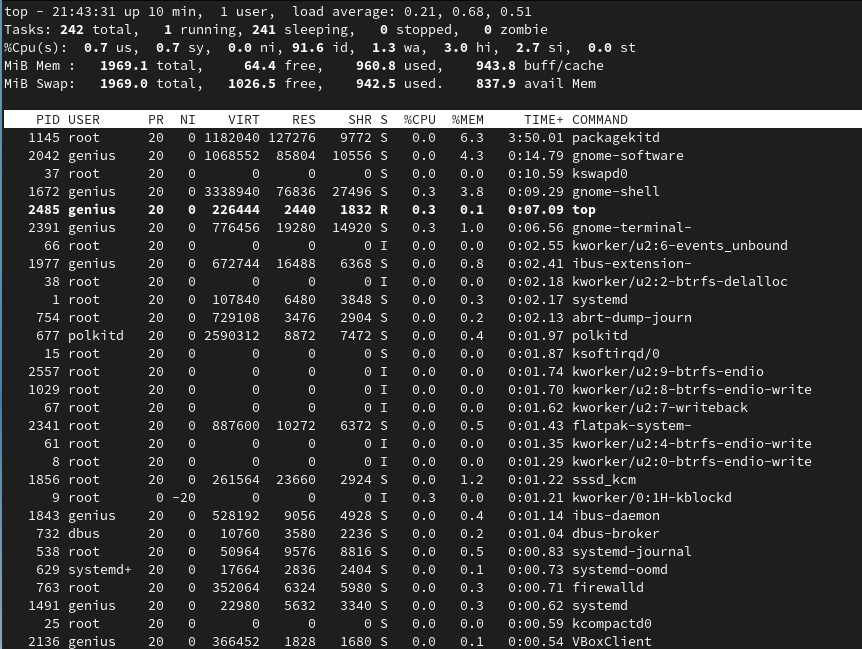 top - 21:43:31 up 10 min,  1 user,  load average: 0.21, 0.68, 0.51
Tasks: 242 total,   1 running, 241 sleeping,   0 stopped,   0 zombie
%Cpu(s):  0.7 us,  0.7 sy,  0.0 ni, 91.6 id,  1.3 wa,  3.0 hi,  2.7 si,  0.0 st
MiB Mem :   1969.1 total,     64.4 free,    960.8 used,    943.8 buff/cache
MiB Swap:   1969.0 total,   1026.5 free,    942.5 used.    837.9 avail Mem
    PID USER      PR  NI    VIRT    RES    SHR S  %CPU  %MEM     TIME+ COMMAND
   1145 root      20   0 1182040 127276   9772 S   0.0   6.3   3:50.01 packagekitd
   2042 genius    20   0 1068552  85804  10556 S   0.0   4.3   0:14.79 gnome-software
     37 root      20   0       0      0      0 S   0.0   0.0   0:10.59 kswapd0
   1672 genius    20   0 3338940  76836  27496 S   0.3   3.8   0:09.29 gnome-shell
   2485 genius    20   0  226444   2440   1832 R   0.3   0.1   0:07.09 top
   2391 genius    20   0  776456  19280  14920 S   0.3   1.0   0:06.56 gnome-terminal-
     66 root      20   0       0      0      0 I   0.0   0.0   0:02.55 kworker/u2:6-events_unbound
   1977 genius    20   0  672744  16488   6368 S   0.0   0.8   0:02.41 ibus-extension-
     38 root      20   0       0      0      0 I   0.0   0.0   0:02.18 kworker/u2:2-btrfs-delalloc
      1 root      20   0  107840   6480   3848 S   0.0   0.3   0:02.17 systemd
    754 root      20   0  729108   3476   2904 S   0.0   0.2   0:02.13 abrt-dump-journ
    677 polkitd   20   0 2590312   8872   7472 S   0.0   0.4   0:01.97 polkitd
     15 root      20   0       0      0      0 S   0.0   0.0   0:01.87 ksoftirqd/0
   2557 root      20   0       0      0      0 I   0.0   0.0   0:01.74 kworker/u2:9-btrfs-endio
   1029 root      20   0       0      0      0 I   0.0   0.0   0:01.70 kworker/u2:8-btrfs-endio-write
     67 root      20   0       0      0      0 I   0.0   0.0   0:01.62 kworker/u2:7-writeback
   2341 root      20   0  887600  10272   6372 S   0.0   0.5   0:01.43 flatpak-system-
     61 root      20   0       0      0      0 I   0.0   0.0   0:01.35 kworker/u2:4-btrfs-endio-write
      8 root      20   0       0      0      0 I   0.0   0.0   0:01.29 kworker/u2:0-btrfs-endio-write
   1856 root      20   0  261564  23660   2924 S   0.0   1.2   0:01.22 sssd_kcm
      9 root       0 -20       0      0      0 I   0.3   0.0   0:01.21 kworker/0:1H-kblockd
   1843 genius    20   0  528192   9056   4928 S   0.0   0.4   0:01.14 ibus-daemon
    732 dbus      20   0   10760   3580   2236 S   0.0   0.2   0:01.04 dbus-broker
    538 root      20   0   50964   9576   8816 S   0.0   0.5   0:00.83 systemd-journal
    629 systemd+  20   0   17664   2836   2404 S   0.0   0.1   0:00.73 systemd-oomd
    763 root      20   0  352064   6324   5980 S   0.0   0.3   0:00.71 firewalld
   1491 genius    20   0   22980   5632   3340 S   0.0   0.3   0:00.62 systemd
     25 root      20   0       0      0      0 S   0.0   0.0   0:00.59 kcompactd0
   2136 genius    20   0  366452   1828   1680 S   0.0   0.1   0:00.54 VBoxClient